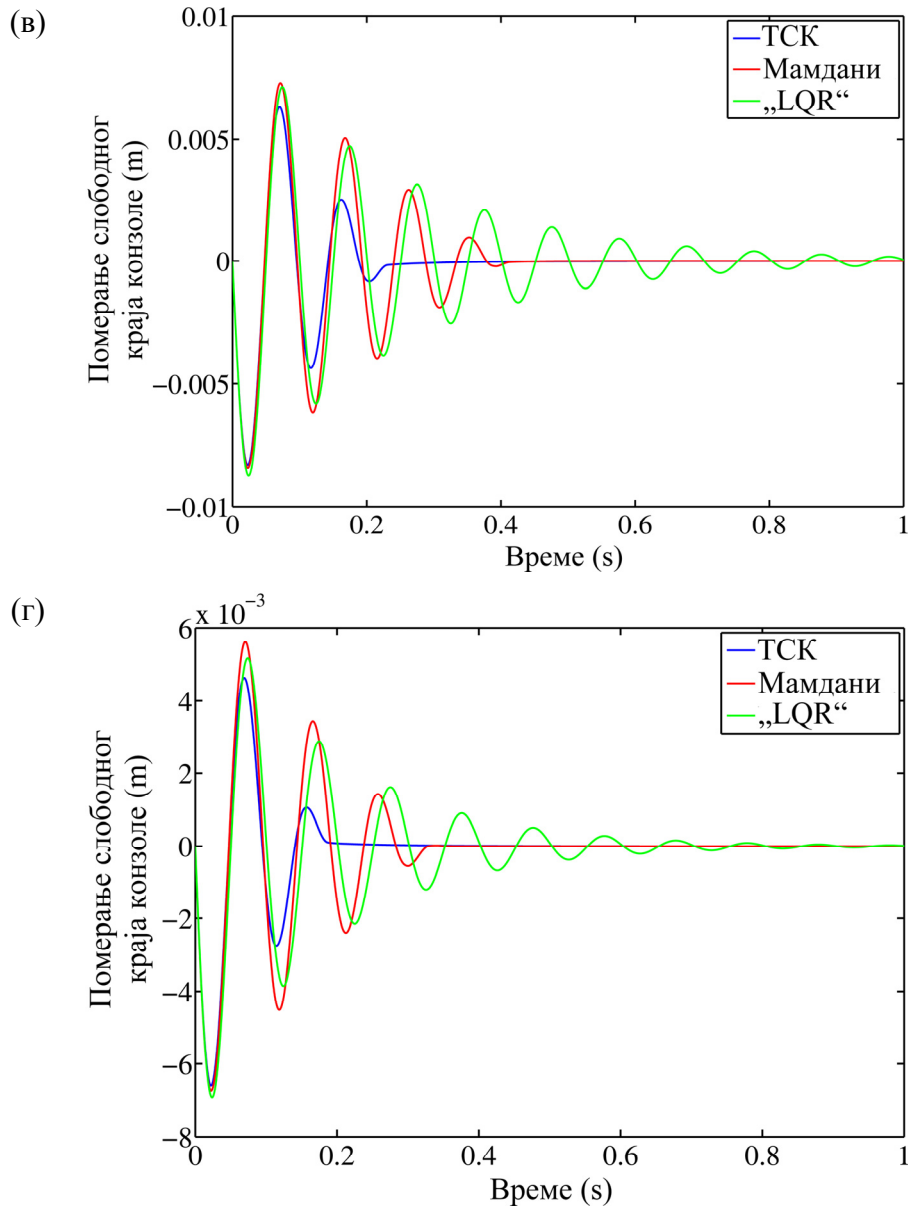 (в)
0.01
0.005
0
−0.005
−0.01
Померање слободног
краја конзоле (m)
ТСК
Мамдани
„LQR“
0
0.2
0.4
0.6
0.8
1
Време (s)
(г)
x 10−3
6
4
2
0
−2
−4
−6
−8
Померање слободног
краја конзоле (m)
ТСК
Мамдани
„LQR“
0
0.2
0.4
0.6
0.8
1
Време (s)